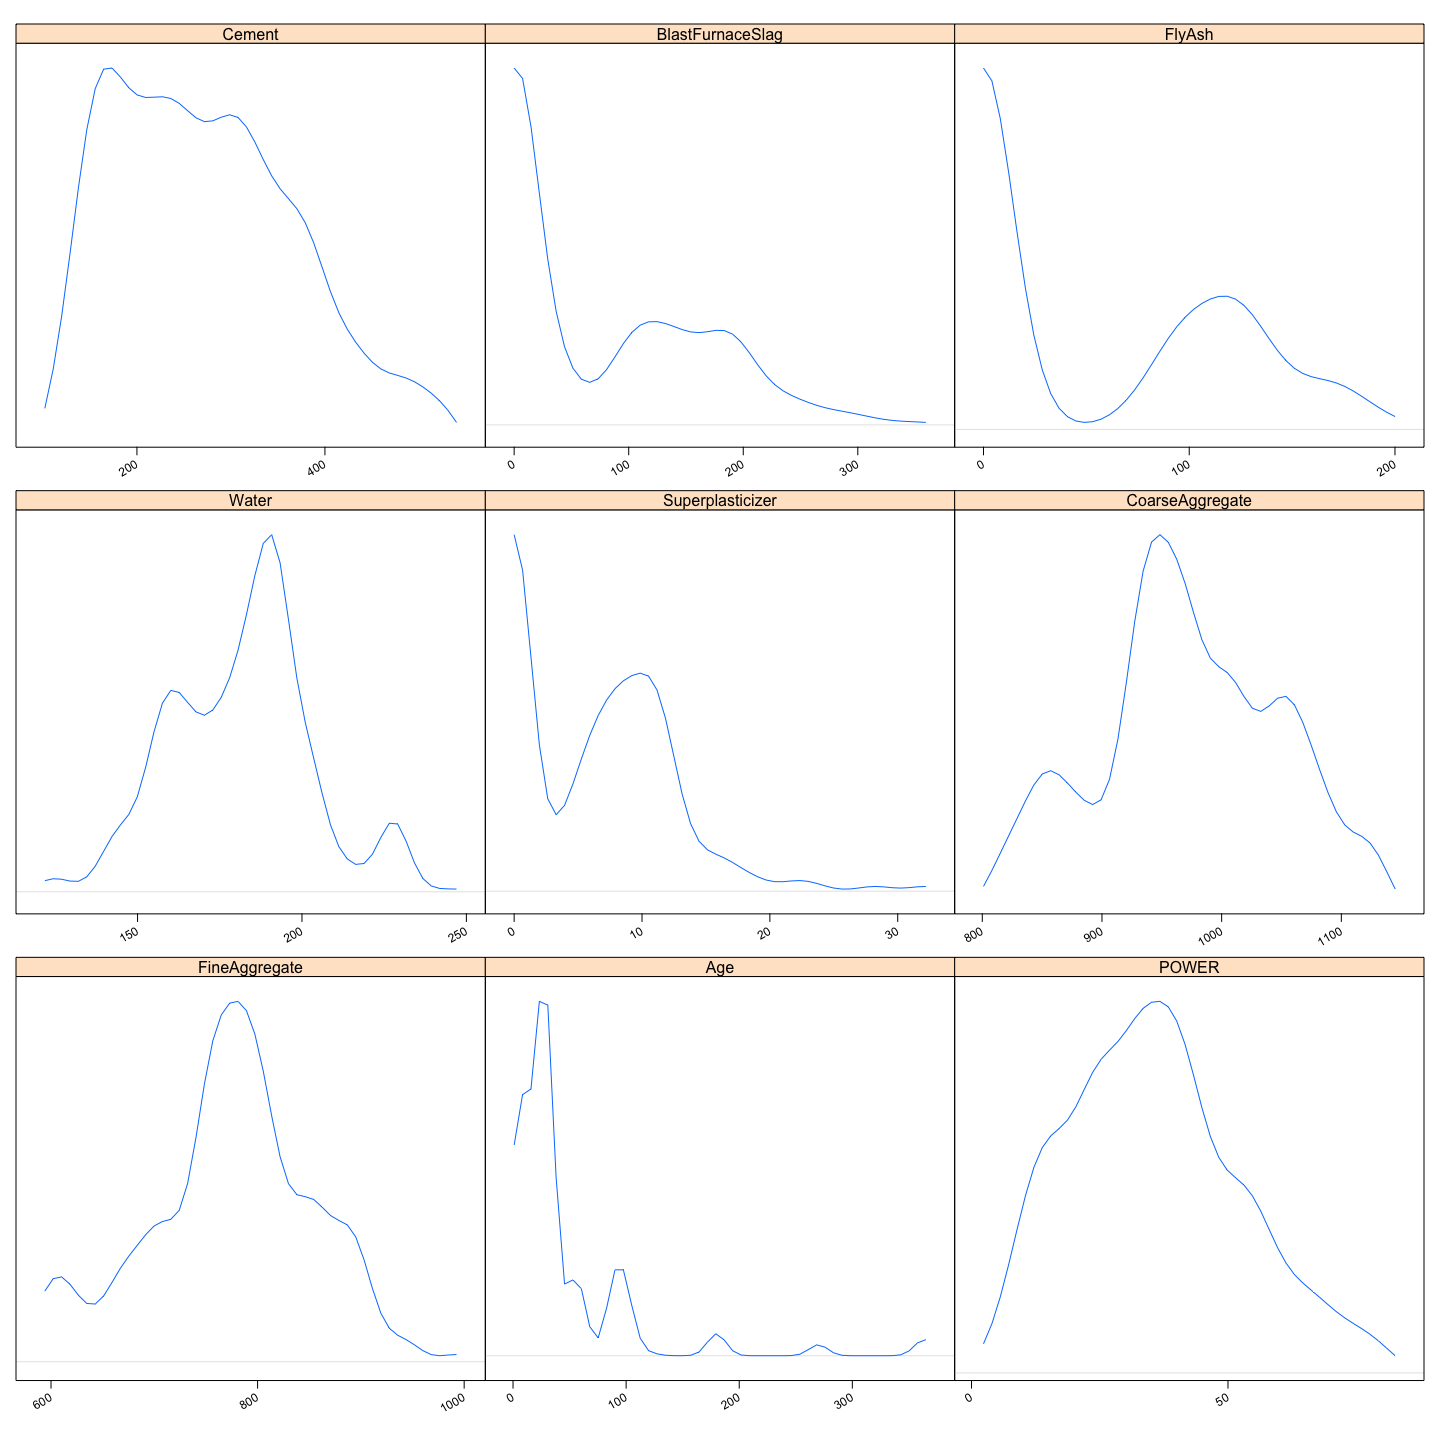 Cement BlastFurnaceSlag FlyAsh
200 400 0 100 200 300 0 100 200
Water Superplasticizer CoarseAggregate
150 200 250 0 10 20 30 800 900 1000 1100
FineAggregate Age POWER
600 800 1000 0 100 200 300 0 50